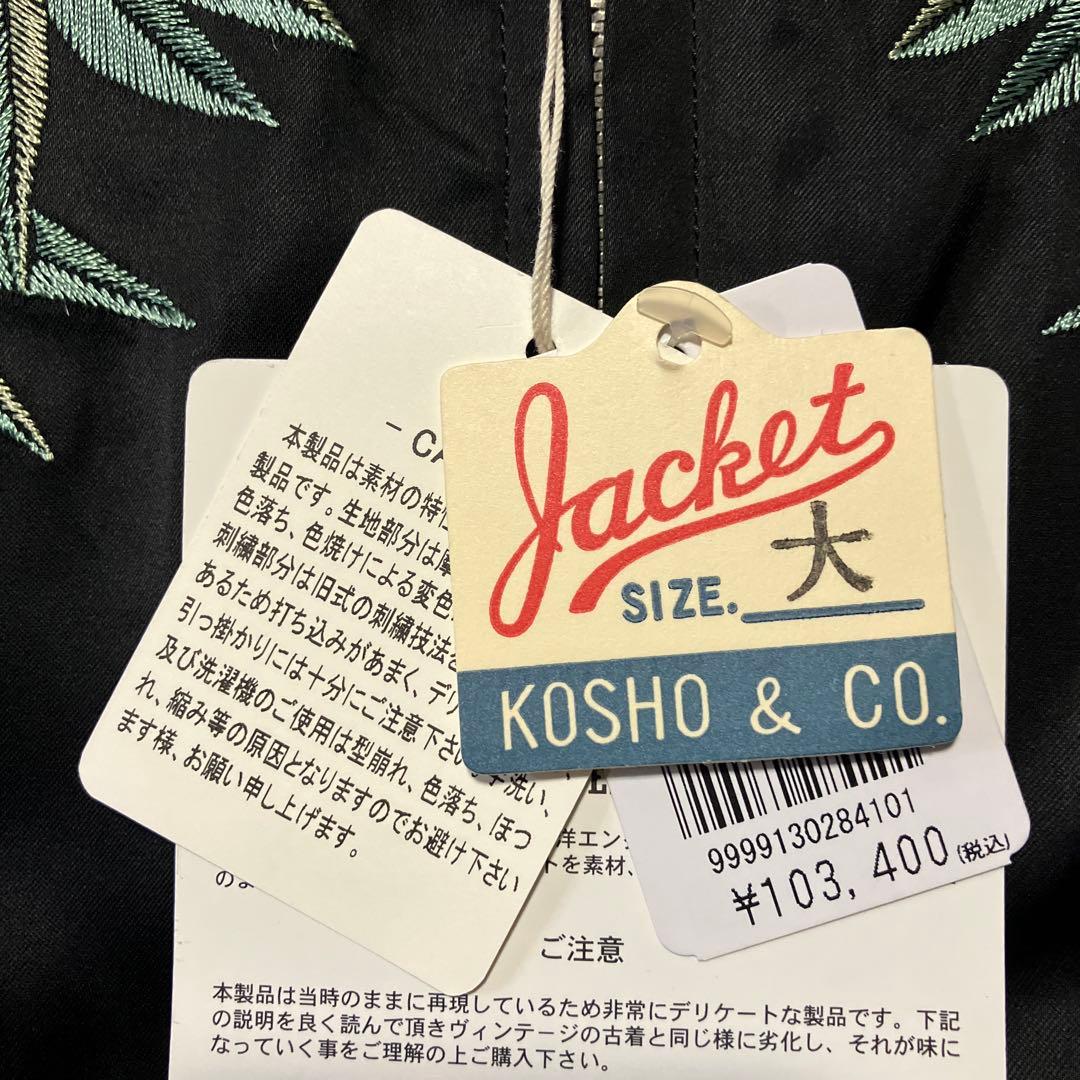 Jacket
SIZE. 大
KOSHO & CO.
9999130284101
¥103,400(税込)
本製品は素材の特
製品です。生地部分は
色落ち、色焼けによる変色
刺繍部分は旧式の刺繍技法
あるため打ち込みがあまく、デリ
引っ掛かりには十分にご注意下さい
及び洗濯機のご使用は型崩れ、色落ち、ほつ
れ、縮み等の原因となりますのでお避け下さい
ます様、お願い申し上げます。
洋エン
トを素材、
ご注意
本製品は当時のままに再現しているため非常にデリケートな製品です。下記
の説明を良く読んで頂きヴィンテージの古着と同じ様に劣化し、それが味に
なっていく事をご理解の上ご購入下さい。